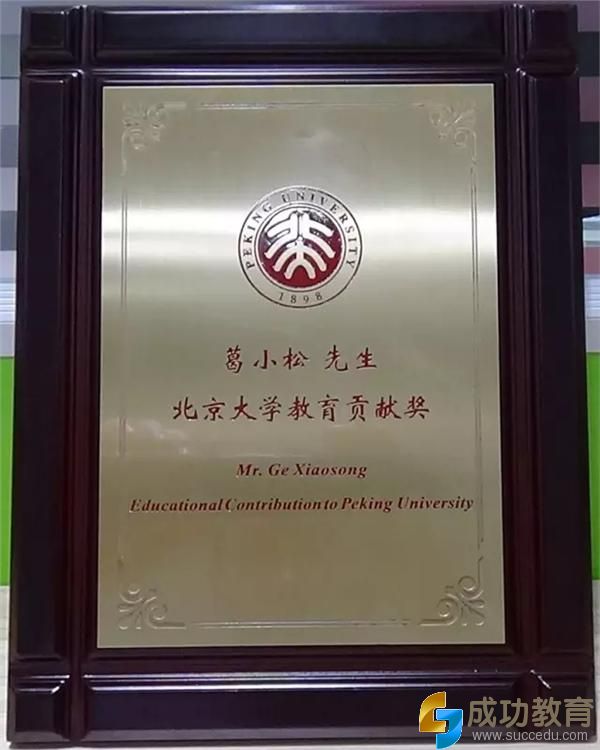 PEKING UNIVERSITY
1898
葛小松 先生
北京大学教育贡献奖
Mr. Ge Xiaosong
Educational Contribution to Peking University
成功教育
www.succedu.com